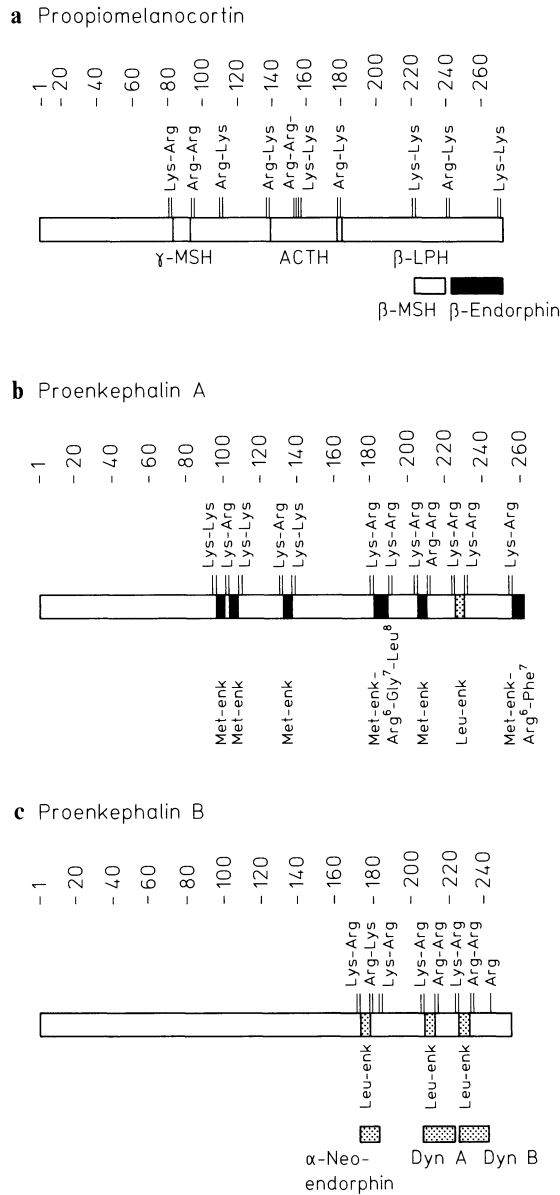 a Proopiomelanocortin
1 20 40 60 80 100 120 140 160 180 200 220 240 260
Lys-Arg Arg-Arg Arg-Lys Arg-Lys Arg-Arg- Lys-Lys Arg-Lys Lys-Lys Arg-Lys Lys-Lys
γ-MSH ACTH β-LPH
β-MSH β-Endorphin
b Proenkephalin A
1 20 40 60 80 100 120 140 160 180 200 220 240 260
Lys-Lys Lys-Arg Lys-Lys Lys-Arg Lys-Lys Lys-Arg Lys-Arg Lys-Arg Arg-Arg Lys-Arg Lys-Arg Lys-Arg
Met-enk
Met-enk
Met-enk
Met-enk-
Arg⁶-Gly⁷-Leu⁸
Met-enk
Leu-enk
Met-enk-
Arg⁶-Phe⁷
c Proenkephalin B
1 20 40 60 80 100 120 140 160 180 200 220 240
Lys-Arg Arg-Lys Lys-Arg Lys-Arg Arg-Arg Lys-Arg Arg-Arg Arg
Leu-enk Leu-enk Leu-enk
α-Neo-
endorphin
Dyn A Dyn B